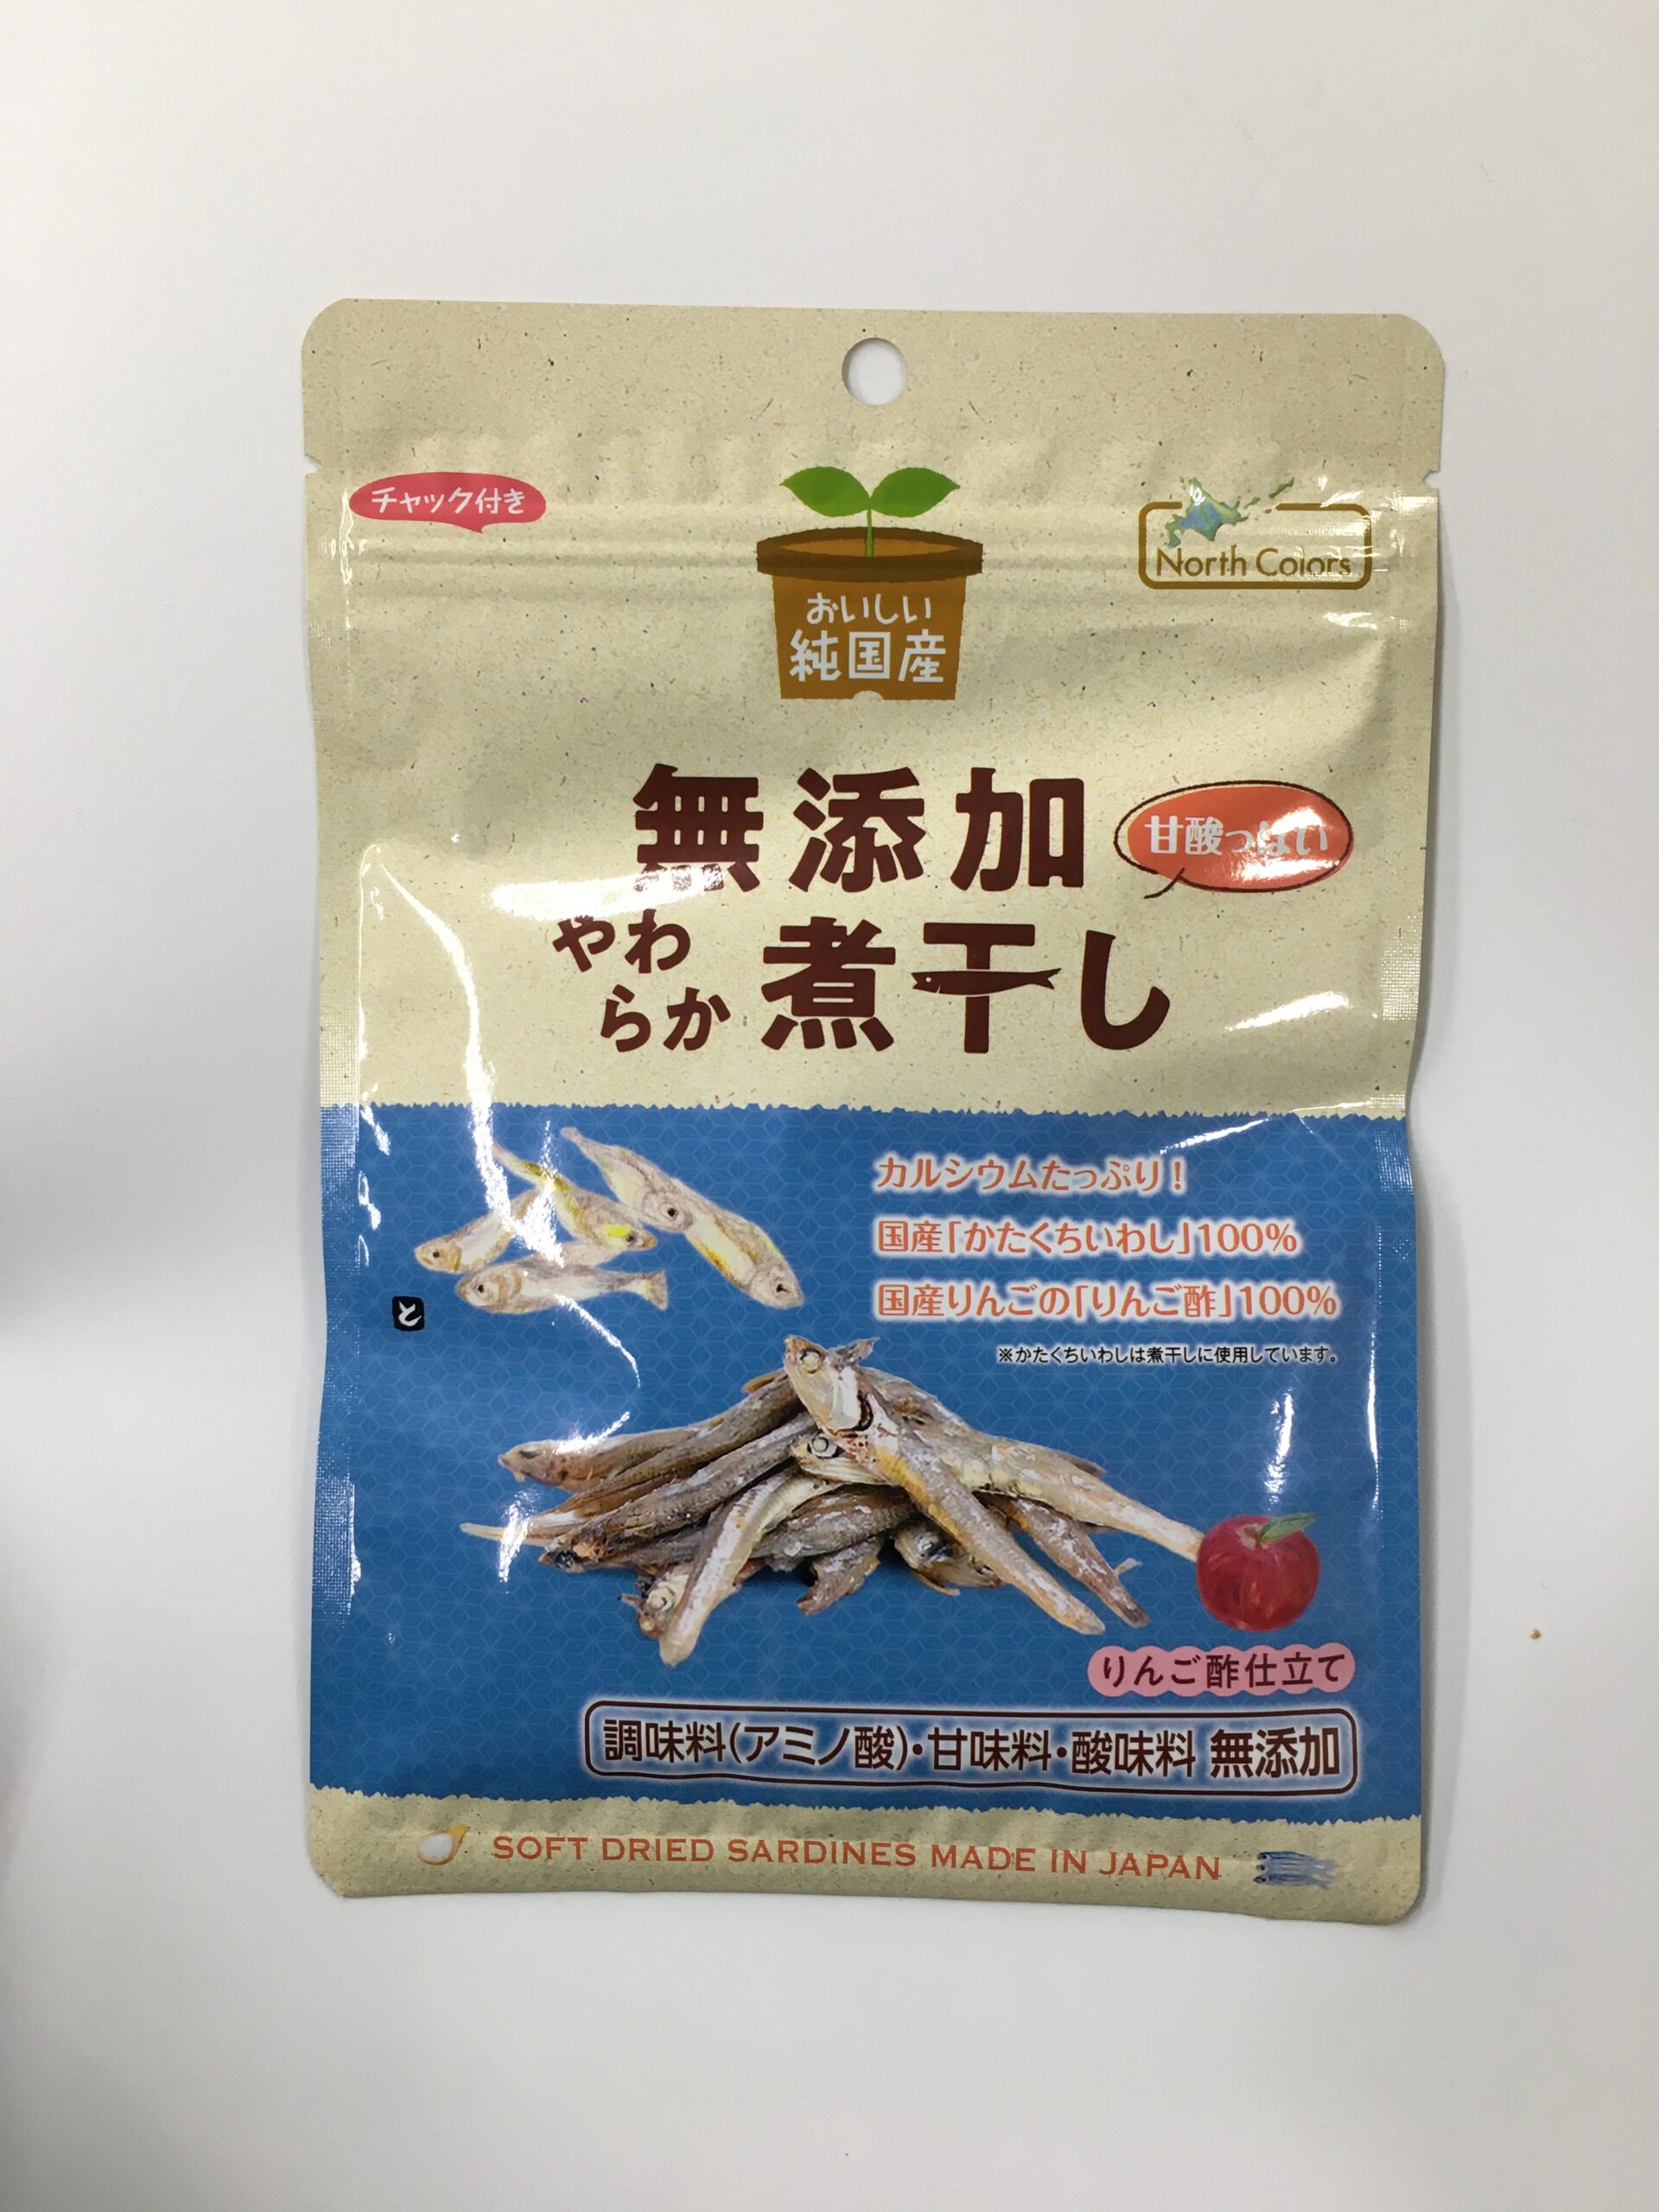 チャック付き
North Colors
おいしい
純国産
無添加
甘酸っぱい
やわ
らか
煮干し
カルシウムたっぷり！
国産「かたくちいわし」100%
国産りんごの「りんご酢」100%
※かたくちいわしは煮干しに使用しています。
と
りんご酢仕立て
調味料(アミノ酸)・甘味料・酸味料 無添加
SOFT DRIED SARDINES MADE IN JAPAN